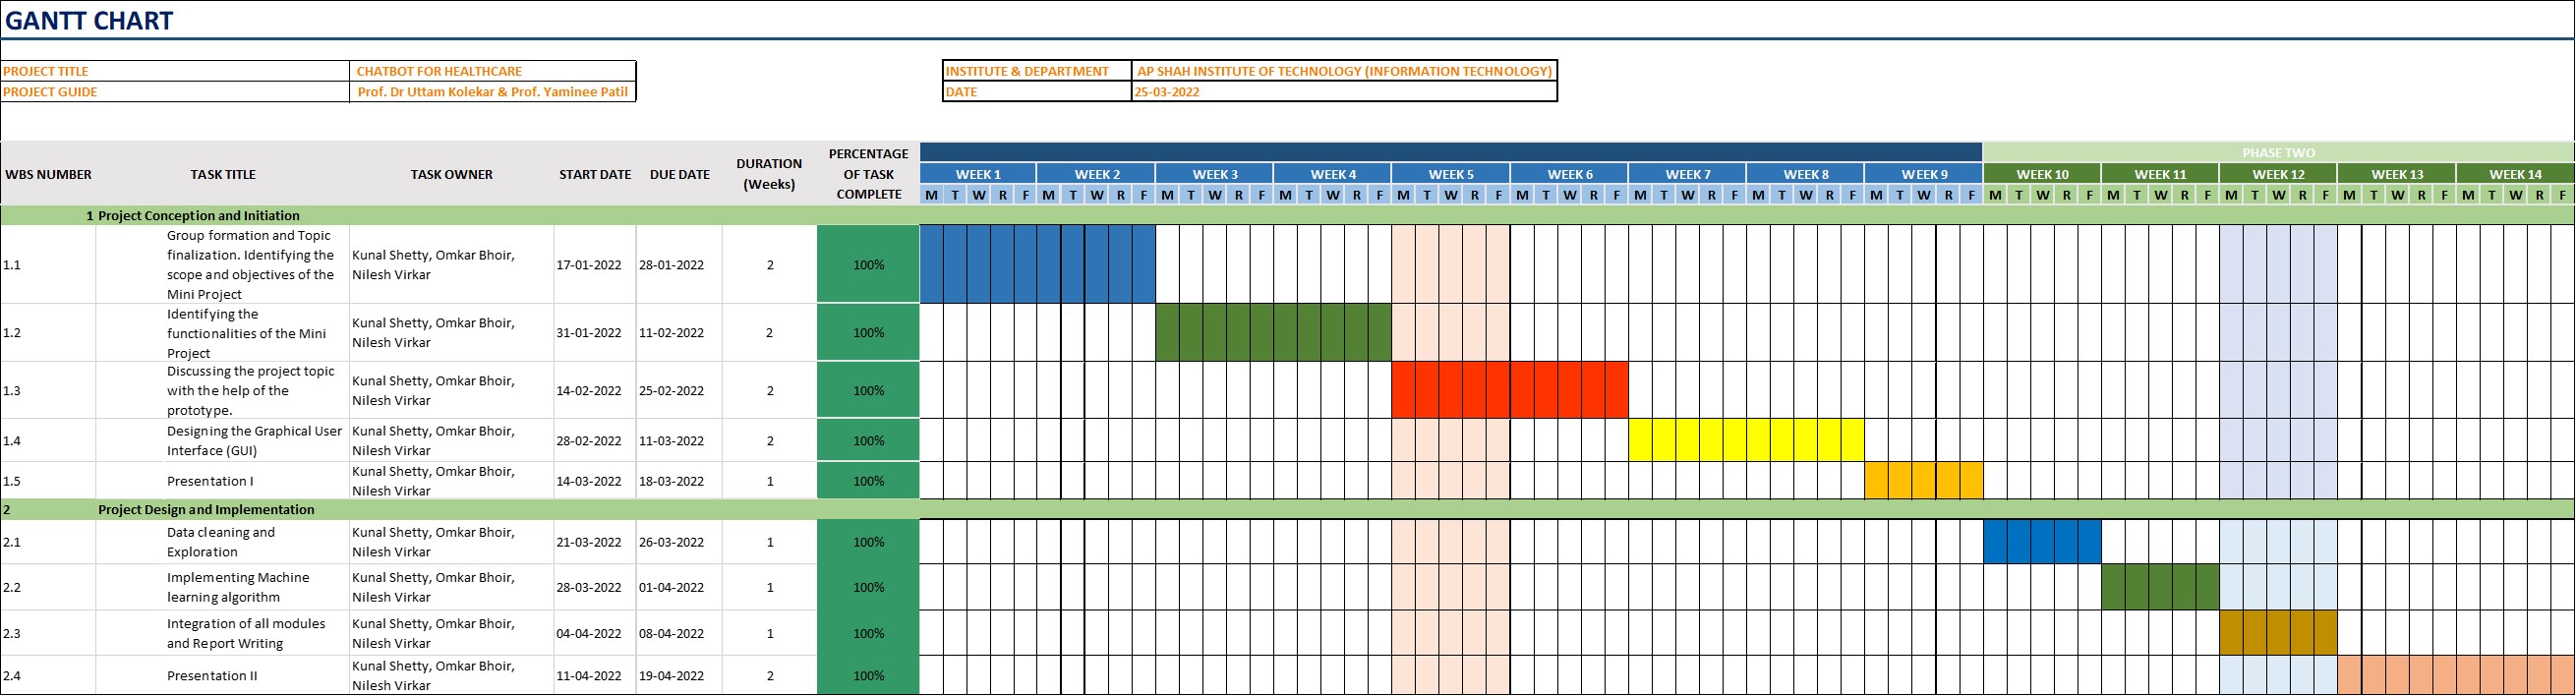 GANTT CHART
PROJECT TITLE CHATBOT FOR HEALTHCARE INSTITUTE & DEPARTMENT AP SHAH INSTITUTE OF TECHNOLOGY (INFORMATION TECHNOLOGY)
PROJECT GUIDE Prof. Dr Uttam Kolekar & Prof. Yaminee Patil DATE 25-03-2022
WBS NUMBER TASK TITLE TASK OWNER START DATE DUE DATE
DURATION
(Weeks)
PERCENTAGE
OF TASK
COMPLETE
PHASE TWO
WEEK 1 WEEK 2 WEEK 3 WEEK 4 WEEK 5 WEEK 6 WEEK 7 WEEK 8 WEEK 9 WEEK 10 WEEK 11 WEEK 12 WEEK 13 WEEK 14
M T W R F M T W R F M T W R F M T W R F M T W R F M T W R F M T W R F M T W R F M T W R F M T W R F M T W R F M T W R F M T W R F M T W R F
1 Project Conception and Initiation
1.1
Group formation and Topic
finalization. Identifying the
scope and objectives of the
Mini Project
Kunal Shetty, Omkar Bhoir,
Nilesh Virkar
17-01-2022 28-01-2022 2 100%
1.2
Identifying the
functionalities of the Mini
Project
Kunal Shetty, Omkar Bhoir,
Nilesh Virkar
31-01-2022 11-02-2022 2 100%
1.3
Discussing the project topic
with the help of the
prototype.
Kunal Shetty, Omkar Bhoir,
Nilesh Virkar
14-02-2022 25-02-2022 2 100%
1.4
Designing the Graphical User
Interface (GUI)
Kunal Shetty, Omkar Bhoir,
Nilesh Virkar
28-02-2022 11-03-2022 2 100%
1.5
Presentation I
Kunal Shetty, Omkar Bhoir,
Nilesh Virkar
14-03-2022 18-03-2022 1 100%
2 Project Design and Implementation
2.1
Data cleaning and
Exploration
Kunal Shetty, Omkar Bhoir,
Nilesh Virkar
21-03-2022 26-03-2022 1 100%
2.2
Implementing Machine
learning algorithm
Kunal Shetty, Omkar Bhoir,
Nilesh Virkar
28-03-2022 01-04-2022 1 100%
2.3
Integration of all modules
and Report Writing
Kunal Shetty, Omkar Bhoir,
Nilesh Virkar
04-04-2022 08-04-2022 1 100%
2.4
Presentation II
Kunal Shetty, Omkar Bhoir,
Nilesh Virkar
11-04-2022 19-04-2022 2 100%